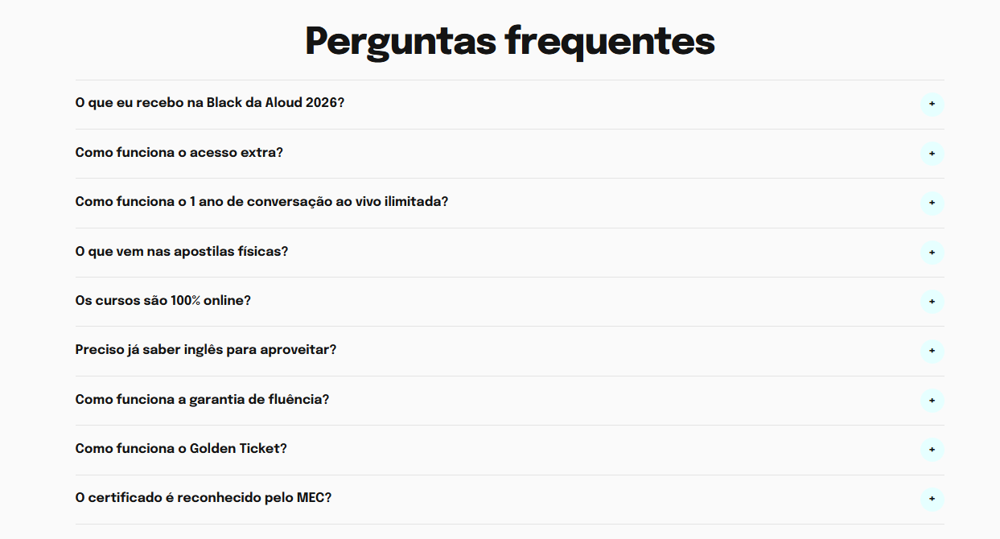 Perguntas frequentes
O que eu recebo na Black da Aloud 2026?
+
Como funciona o acesso extra?
+
Como funciona o 1 ano de conversação ao vivo ilimitada?
+
O que vem nas apostilas físicas?
+
Os cursos são 100% online?
+
Preciso já saber inglês para aproveitar?
+
Como funciona a garantia de fluência?
+
Como funciona o Golden Ticket?
+
O certificado é reconhecido pelo MEC?
+